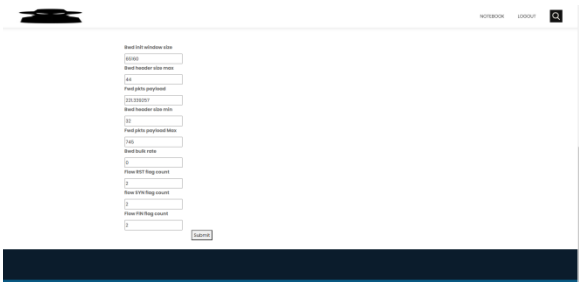 NOTEBOOK LOGOUT
Bwd init window size
65160
Bwd header size max
44
Fwd pkts payload
331.339257
Bwd header size min
32
Fwd pkts payload Max
740
Bwd bulk rate
0
Flow RST flag count
2
flow SYN flag count
2
Flow FIN flag count
2
Submit